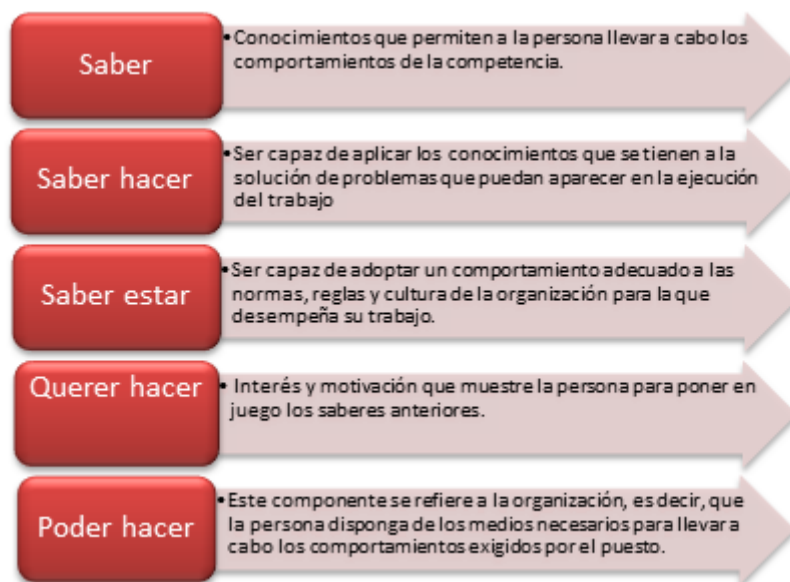 Saber
•Conocimientos que permiten a la persona llevar a cabo los
comportamientos de la competencia.
Saber hacer
•Ser capaz de aplicar los conocimientos que se tienen a la
solución de problemas que puedan aparecer en la ejecución
del trabajo
Saber estar
•Ser capaz de adoptar un comportamiento adecuado a las
normas, reglas y cultura de la organización para la que
desempeña su trabajo.
Querer hacer
• Interés y motivación que muestre la persona para poner en
juego los saberes anteriores.
Poder hacer
•Este componente se refiere a la organización, es decir, que
la persona disponga de los medios necesarios para llevar a
cabo los comportamientos exigidos por el puesto.